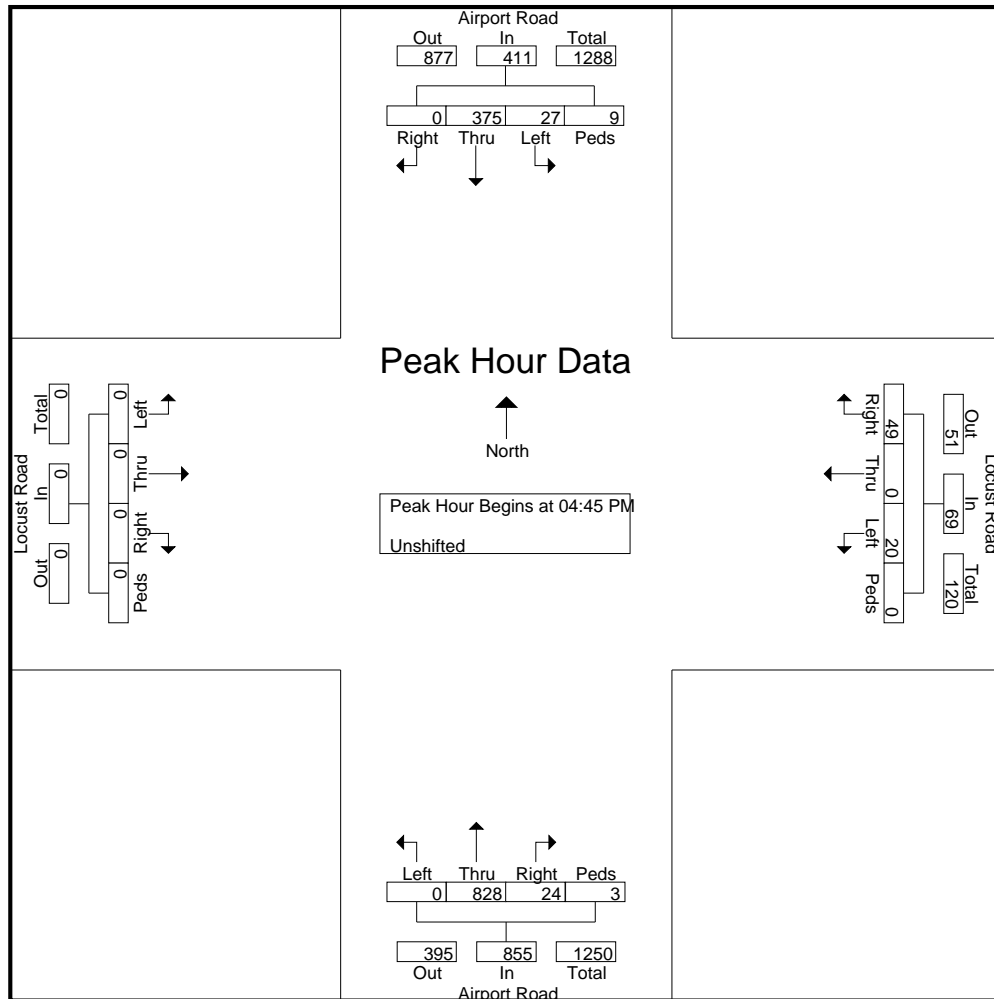 Airport Road
Out In Total
877 411 1288
0 375 27 9
Right Thru Left Peds
Peak Hour Data
North
Peak Hour Begins at 04:45 PM
Unshifted
Locust Road
Total In Out
0 0 0
0 0 0 0
Left Thru Right Peds
Right Thru Left Peds
49 0 20 0
51 69 120
Out In Total
Locust Road
Left Thru Right Peds
0 828 24 3
395 855 1250
Out In Total
Airport Road